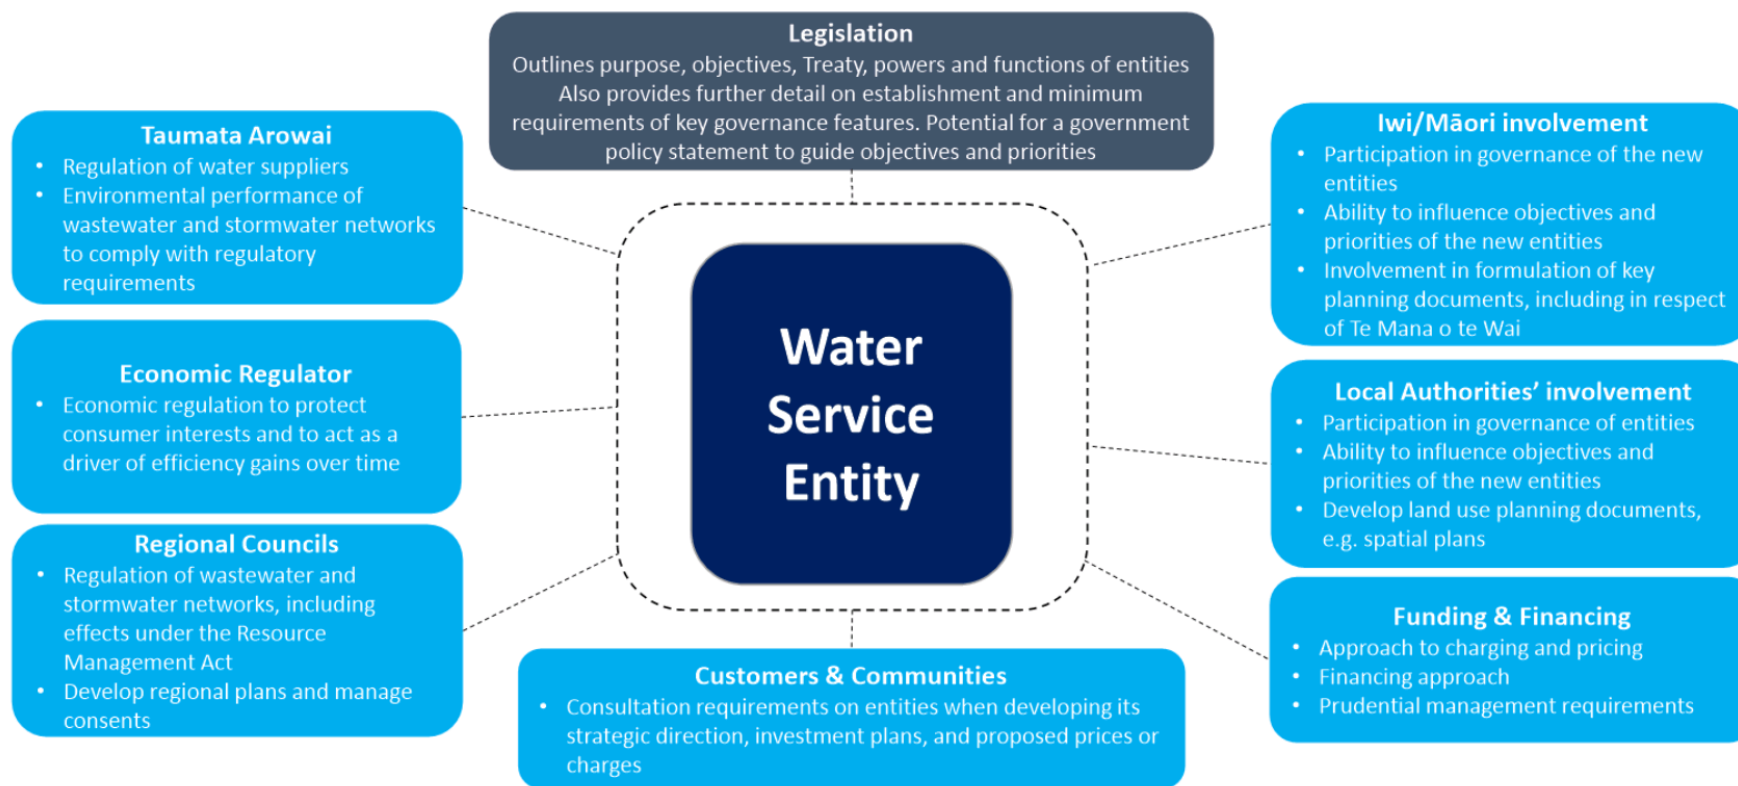 Legislation
Outlines purpose, objectives, Treaty, powers and functions of entities
Also provides further detail on establishment and minimum
requirements of key governance features. Potential for a government
policy statement to guide objectives and priorities
Taumata Arowai
• Regulation of water suppliers
• Environmental performance of
wastewater and stormwater networks
to comply with regulatory
requirements
Economic Regulator
• Economic regulation to protect
consumer interests and to act as a
driver of efficiency gains over time
Regional Councils
• Regulation of wastewater and
stormwater networks, including
effects under the Resource
Management Act
• Develop regional plans and manage
consents
Water
Service
Entity
Customers & Communities
• Consultation requirements on entities when developing its
strategic direction, investment plans, and proposed prices or
charges
Iwi/Māori involvement
• Participation in governance of the new
entities
• Ability to influence objectives and
priorities of the new entities
• Involvement in formulation of key
planning documents, including in respect
of Te Mana o te Wai
Local Authorities’ involvement
• Participation in governance of entities
• Ability to influence objectives and
priorities of the new entities
• Develop land use planning documents,
e.g. spatial plans
Funding & Financing
• Approach to charging and pricing
• Financing approach
• Prudential management requirements